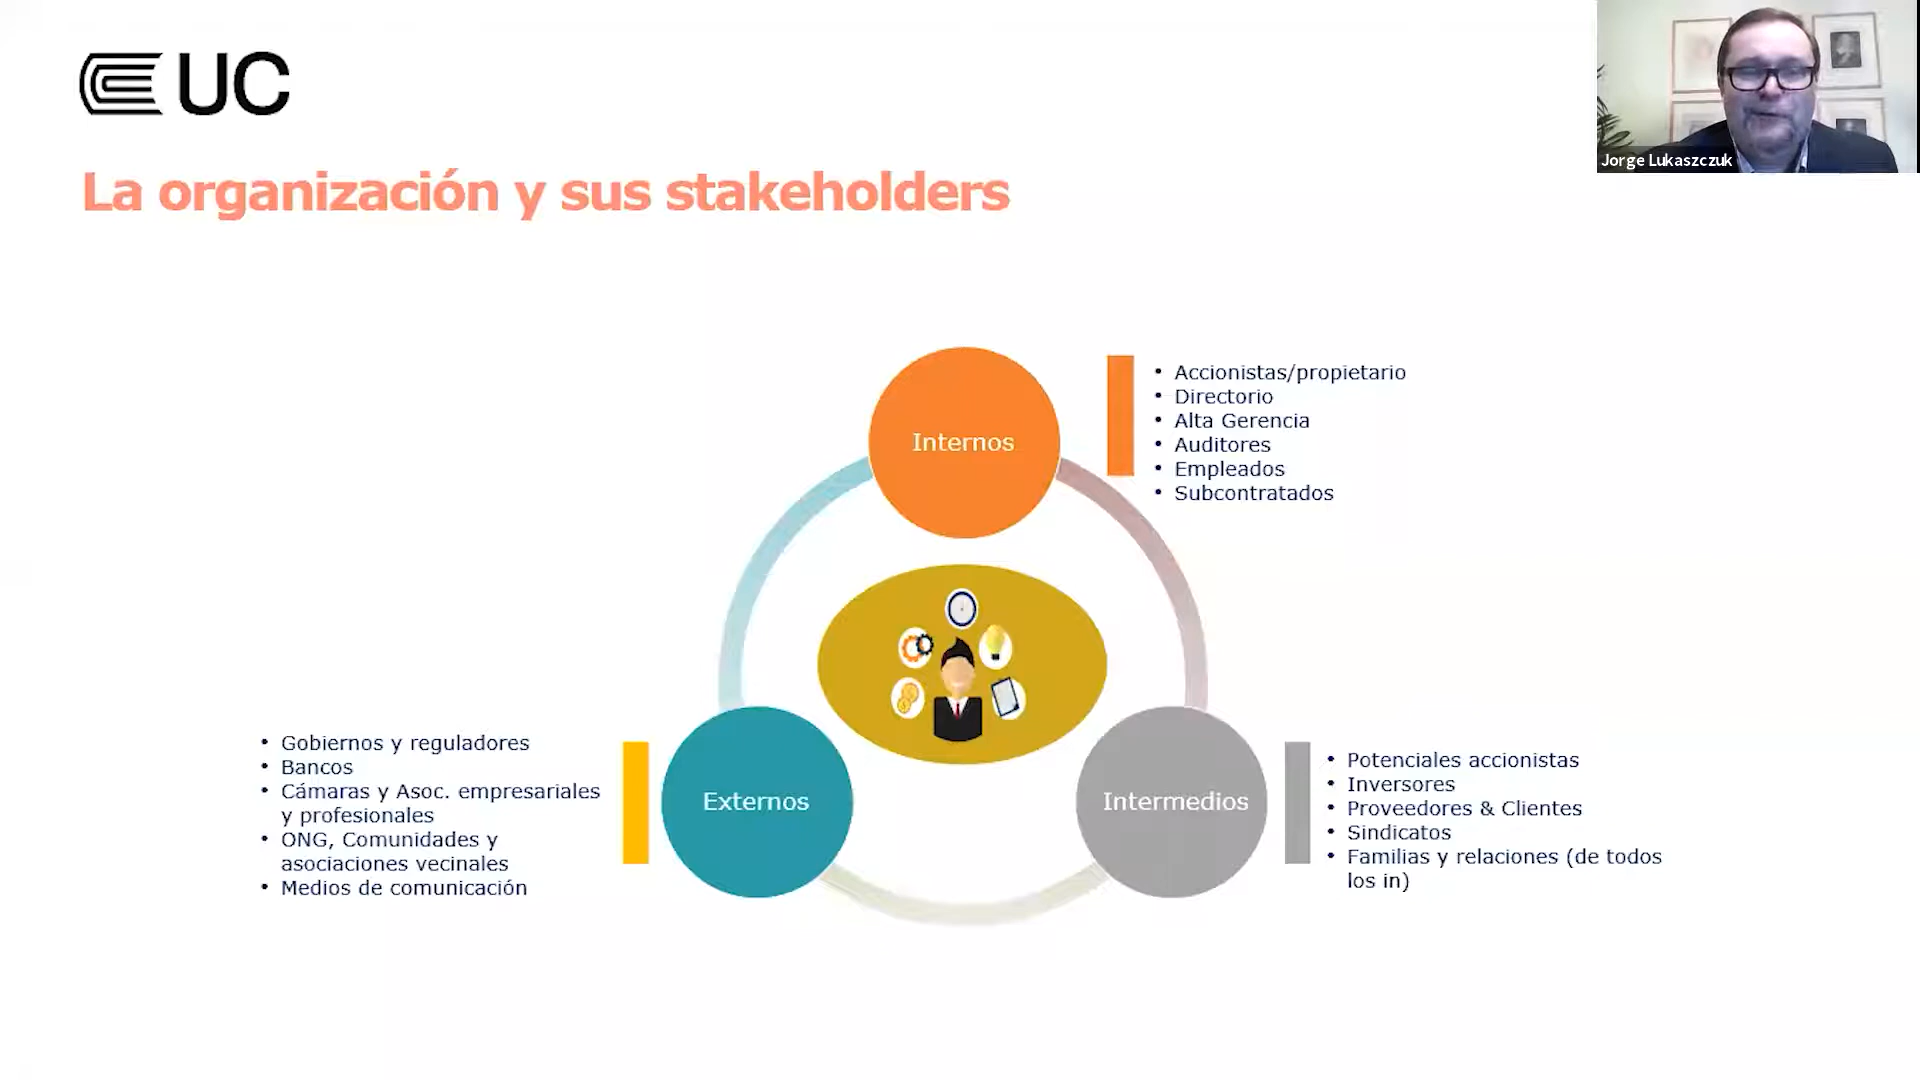 UC
Jorge Lukaszczuk
La organización y sus stakeholders
Internos
• Accionistas/propietario
• Directorio
• Alta Gerencia
• Auditores
• Empleados
• Subcontratados
Externos
• Gobiernos y reguladores
• Bancos
• Cámaras y Asoc. empresariales
y profesionales
• ONG, Comunidades y
asociaciones vecinales
• Medios de comunicación
Intermedios
• Potenciales accionistas
• Inversores
• Proveedores & Clientes
• Sindicatos
• Familias y relaciones (de todos
los in)